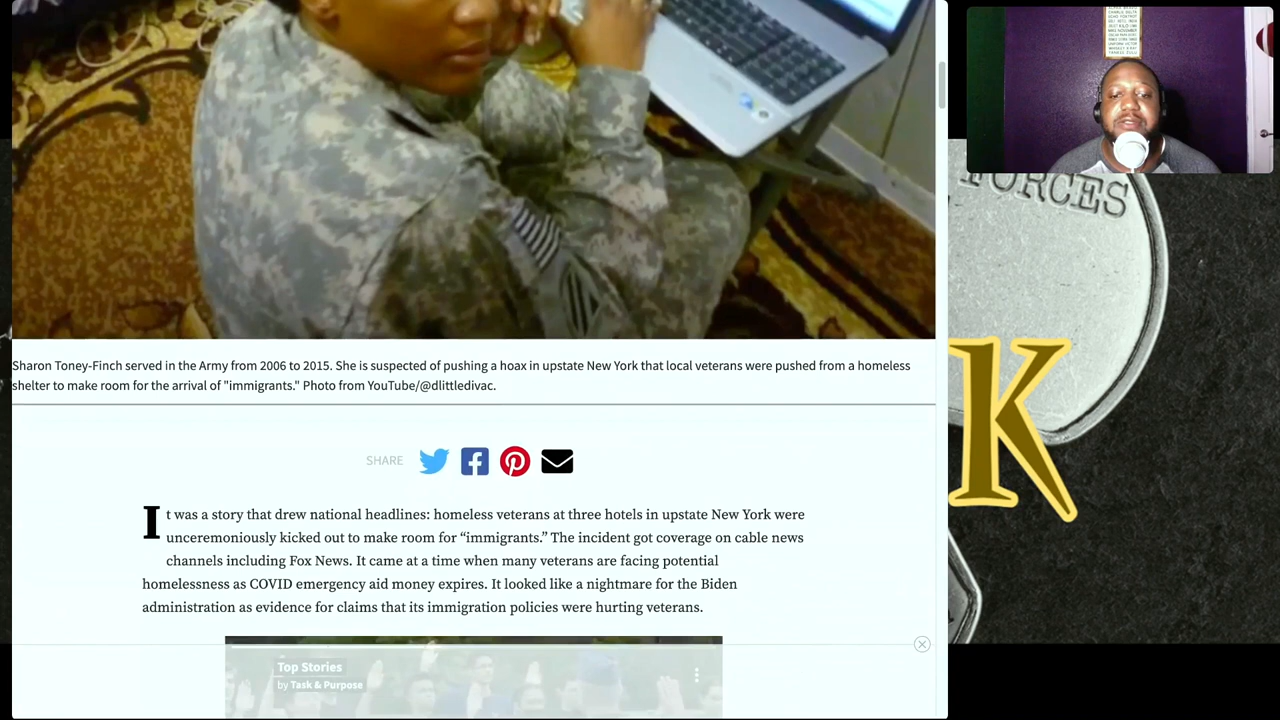 FORCES
Sharon Toney-Finch served in the Army from 2006 to 2015. She is suspected of pushing a hoax in upstate New York that local veterans were pushed from a homeless
shelter to make room for the arrival of "immigrants." Photo from YouTube/@dlittledivac.
K
SHARE
It was a story that drew national headlines: homeless veterans at three hotels in upstate New York were
unceremoniously kicked out to make room for “immigrants.” The incident got coverage on cable news
channels including Fox News. It came at a time when many veterans are facing potential
homelessness as COVID emergency aid money expires. It looked like a nightmare for the Biden
administration as evidence for claims that its immigration policies were hurting veterans.
Top Stories
by Task & Purpose